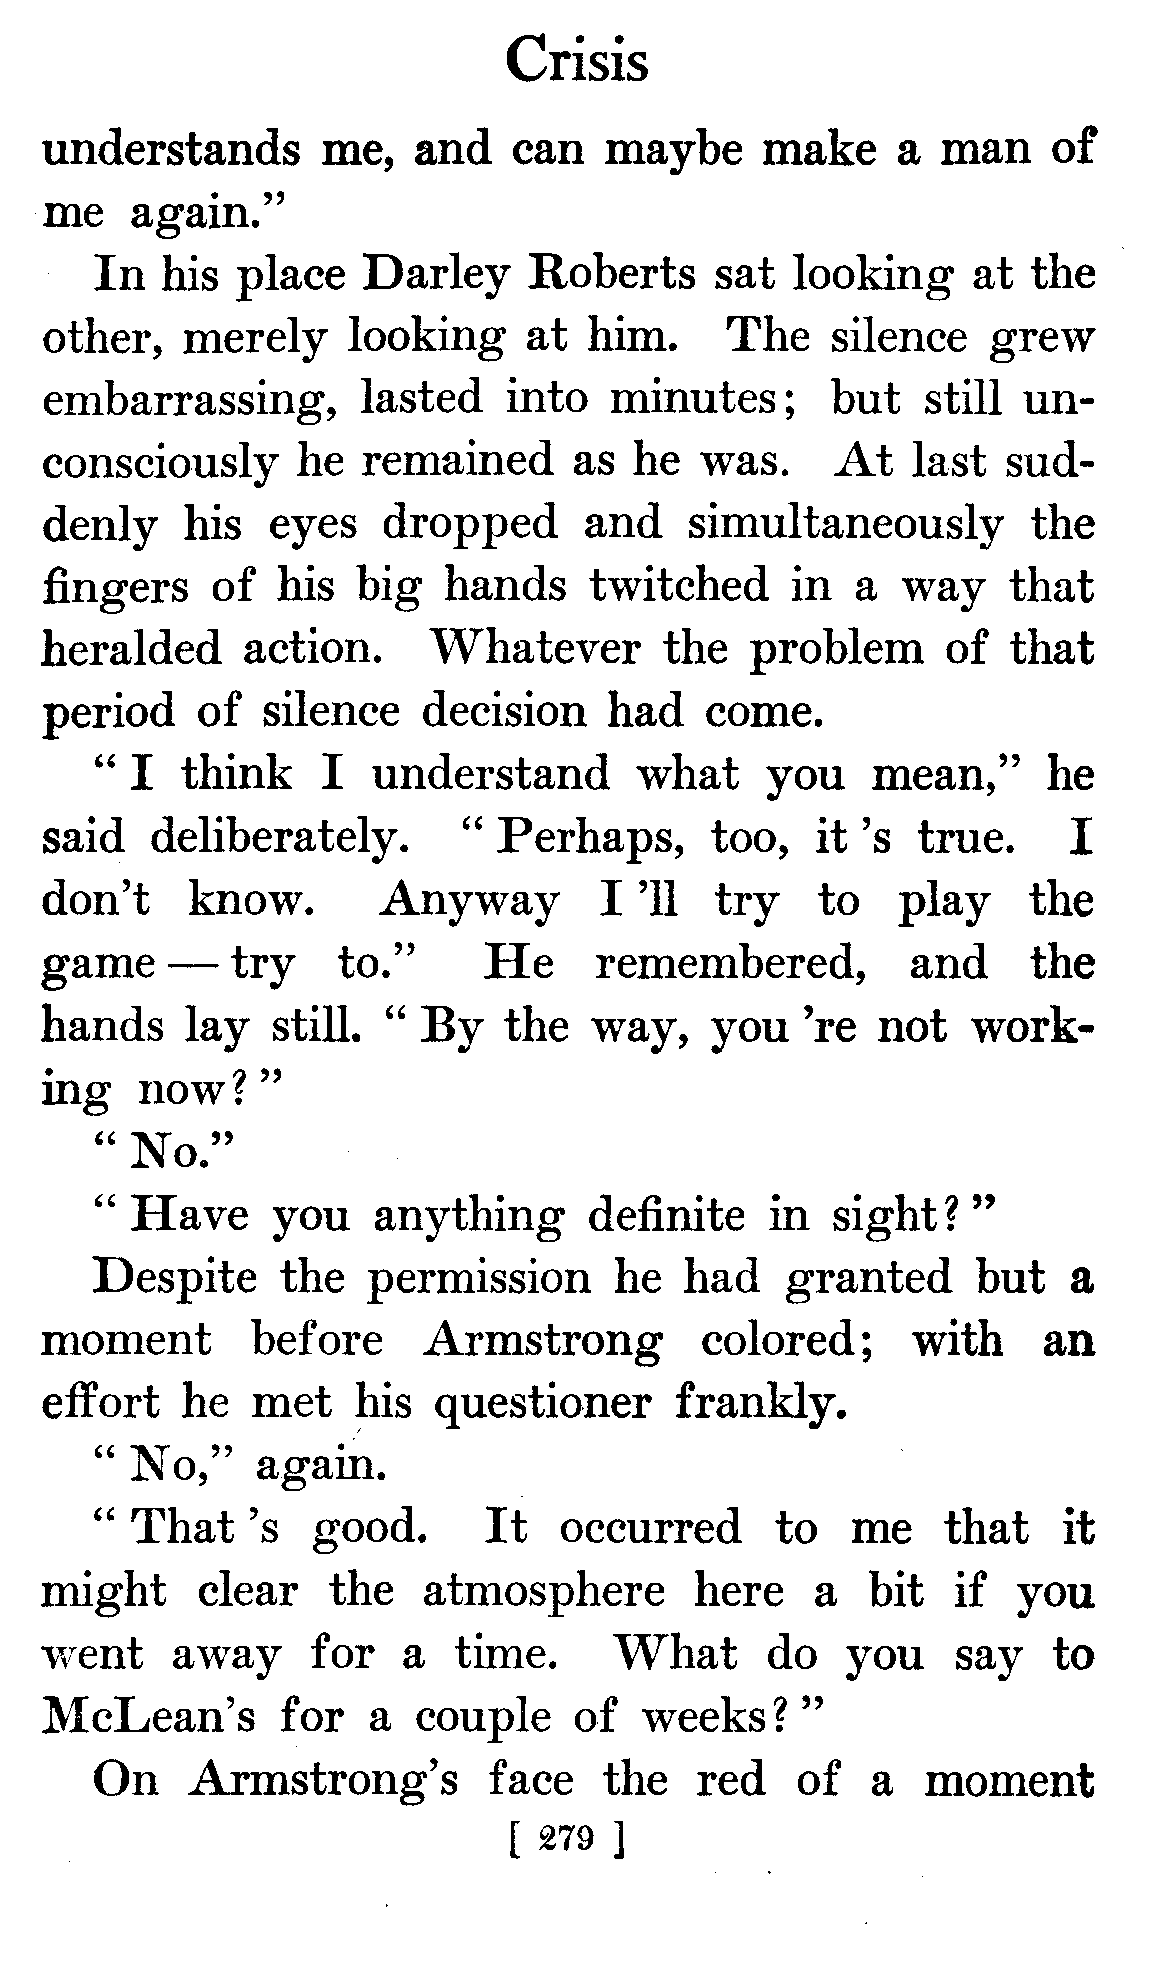 Crisis
understands me, and can maybe make a man of
me again."
In his place Darley Roberts sat looking at the
other, merely looking at him. The silence grew
embarrassing, lasted into minutes; but still un-
consciously he remained as he was. At last sud-
denly his eyes dropped and simultaneously the
fingers of his big hands twitched in a way that
heralded action. Whatever the problem of that
period of silence decision had come.
"I think I understand what you mean," he
said deliberately. "Perhaps, too, it 's true. I
don't know. Anyway I 'll try to play the
game — try to." He remembered, and the
hands lay still. "By the way, you 're not work-
ing now?"
"No."
"Have you anything definite in sight?"
Despite the permission he had granted but a
moment before Armstrong colored; with an
effort he met his questioner frankly.
"No," again.
"That 's good. It occurred to me that it
might clear the atmosphere here a bit if you
went away for a time. What do you say to
McLean's for a couple of weeks?"
On Armstrong's face the red of a moment
[ 279 ]